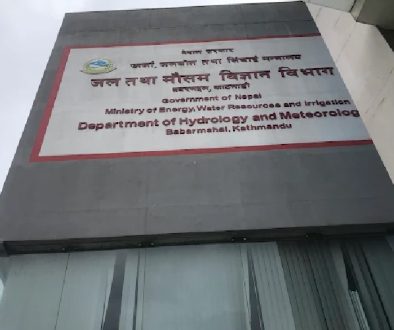 नेपाल सरकार
ऊर्जा, जलस्रोत तथा सिंचाई मन्त्रालय
जल तथा मौसम विज्ञान विभाग
बबरमहल, काठमाडौं
Government of Nepal
Ministry of Energy, Water Resources and Irrigation
Department of Hydrology and Meteorolog
Babarmahal, Kathmandu